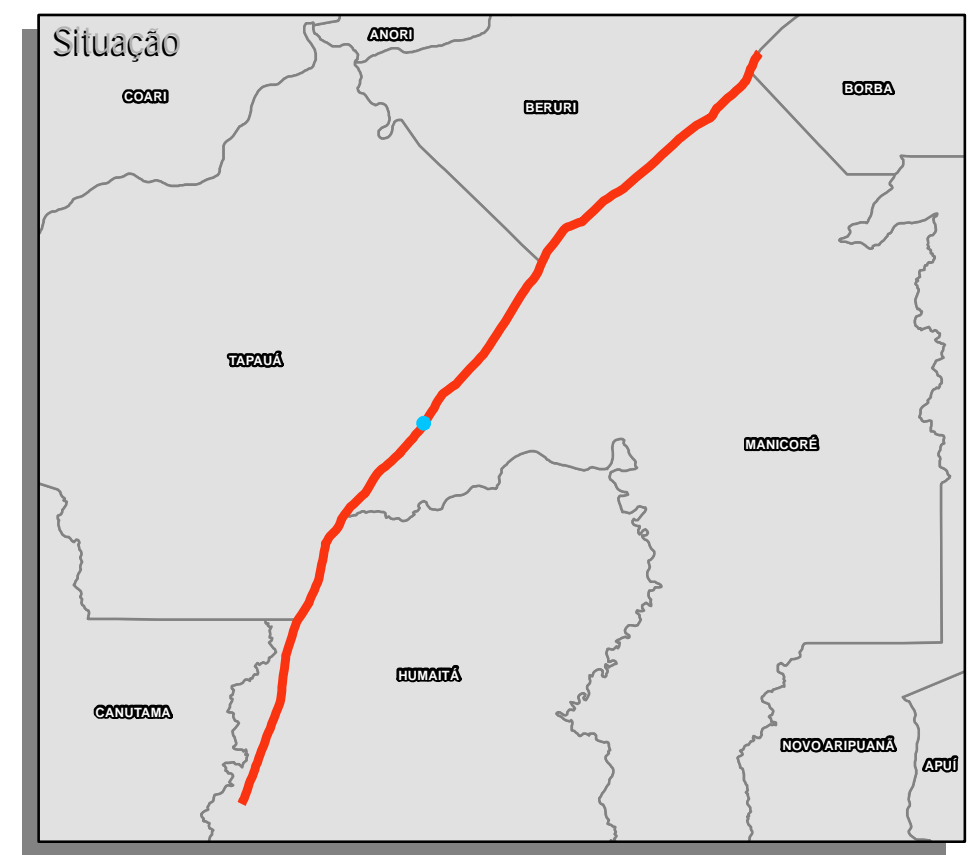 Situação
ANORI
COARI
BERURI
BORBA
TAPAUÁ
MANICORÉ
HUMAITÁ
CANUTAMA
NOVO ARIPUANÃ
APUÍ